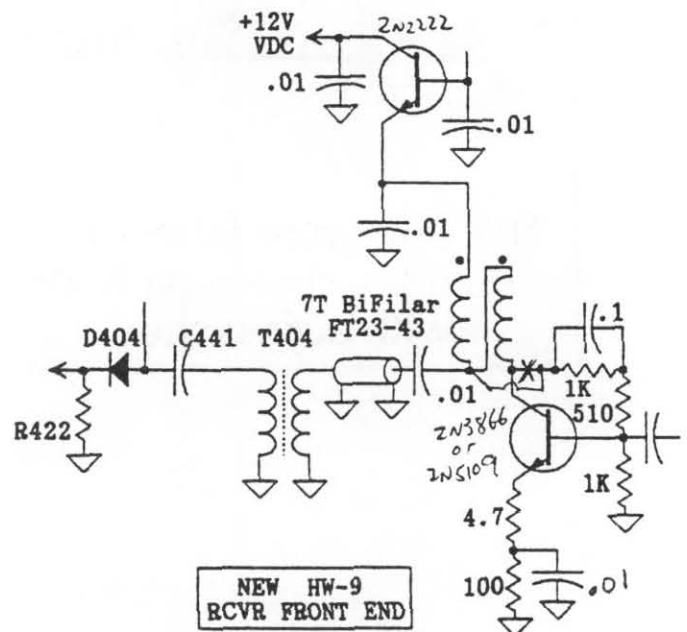 +12V
VDC
2N2222
.01
.01
.01
7T BiFilar
FT23-43
.1
D404
C441
T404
.01
1K
510
R422
2N3866
or
2N5109
1K
4.7
100
.01
NEW HW-9
RCVR FRONT END